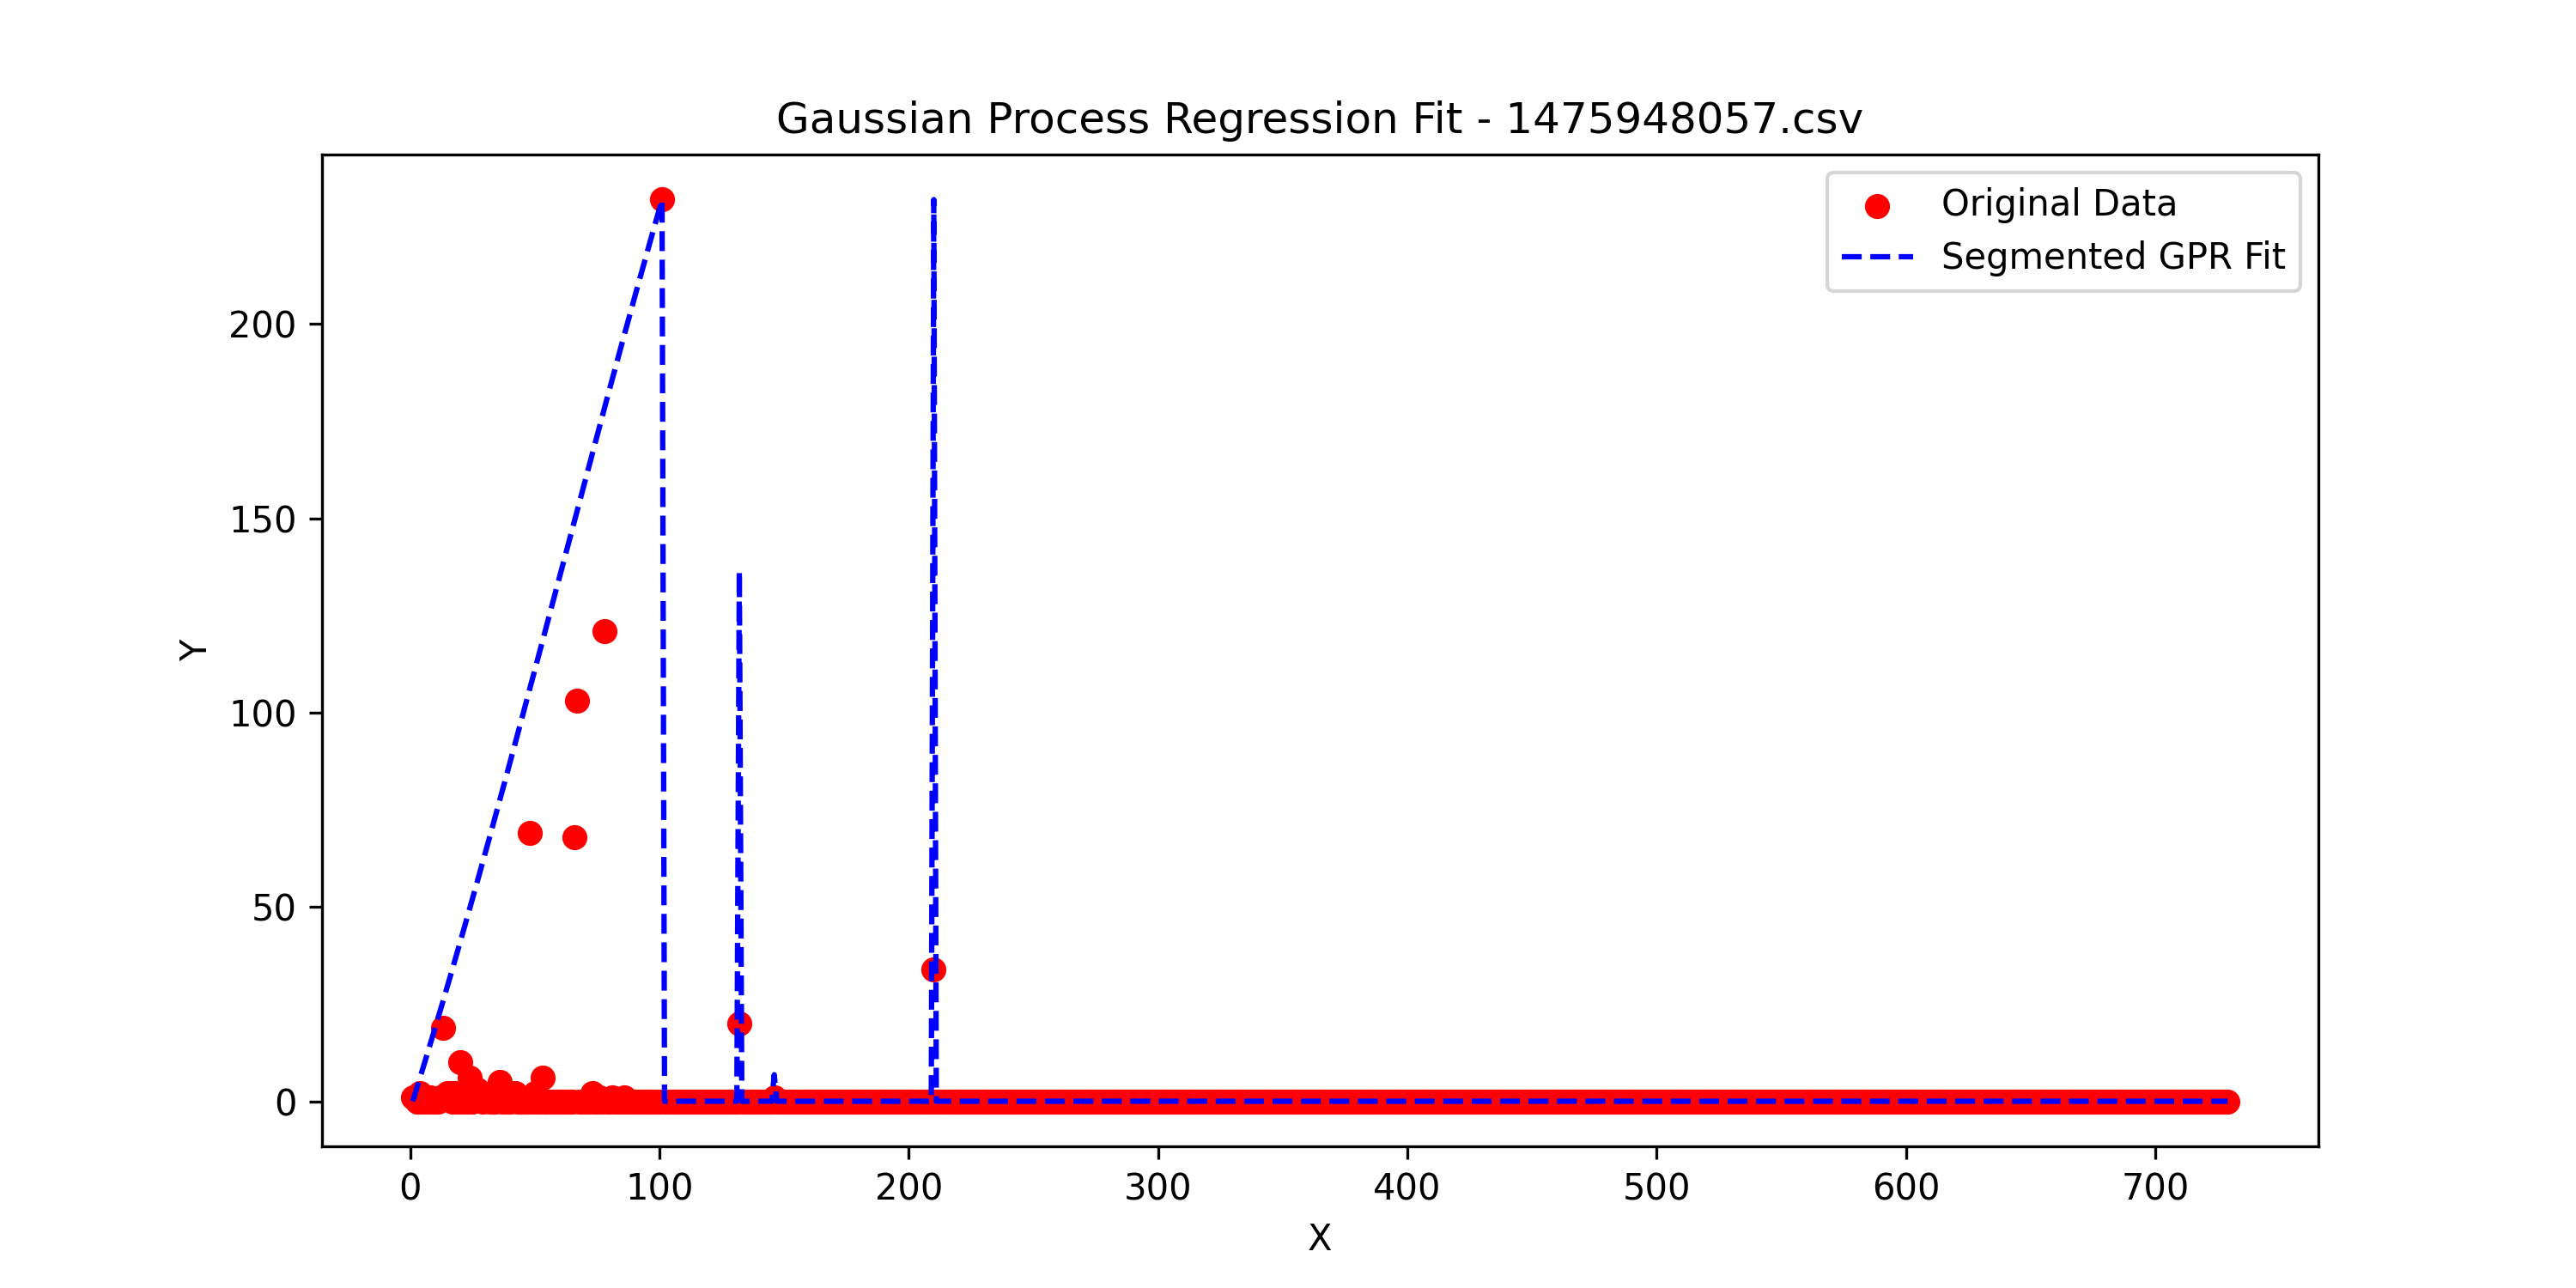 Gaussian Process Regression Fit - 1475948057.csv
Original Data
Segmented GPR Fit
200
150
100
50
0
Y
0 100 200 300 400 500 600 700
X